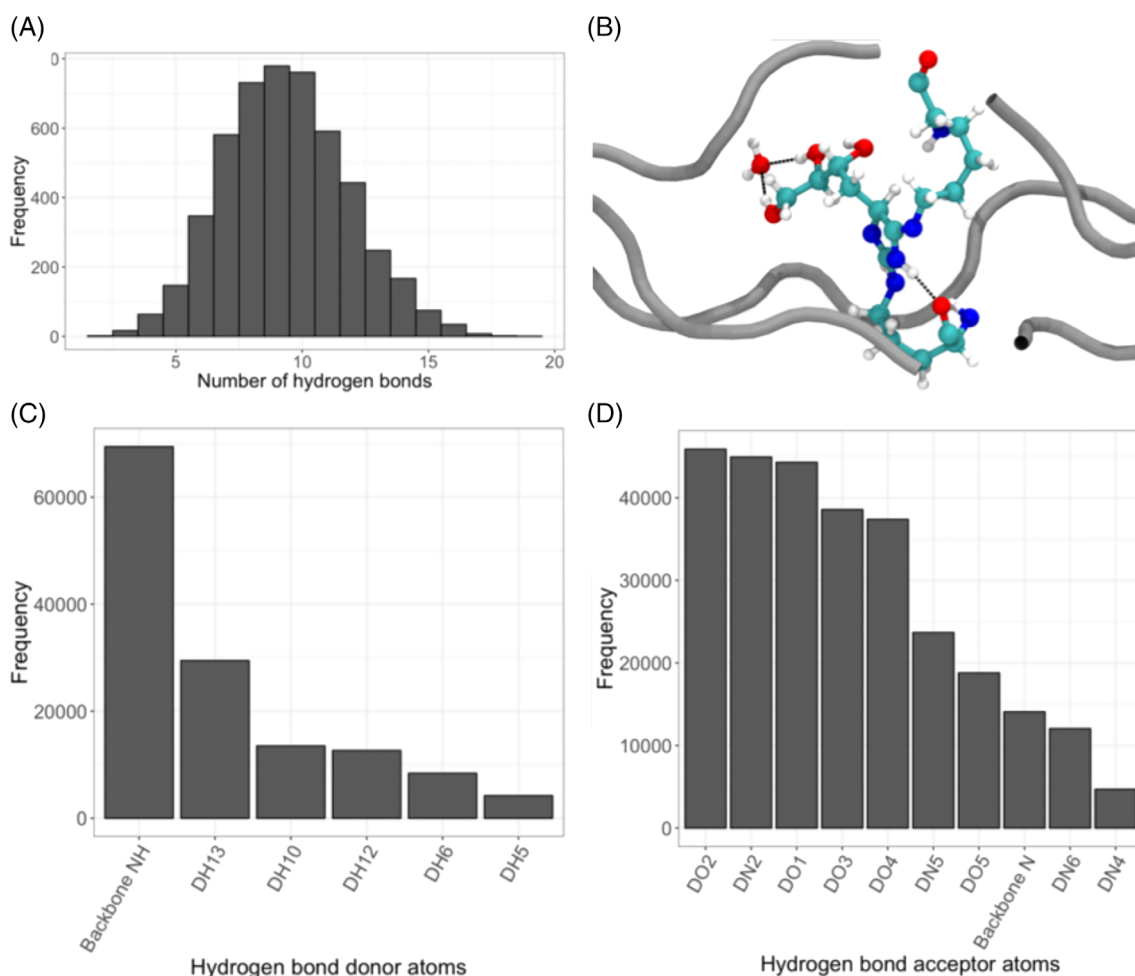 (A)
(B)
0
600
400
200
0
Frequency
5
10
15
20
Number of hydrogen bonds
(C)
(D)
60000
40000
20000
0
Frequency
Backbone NH
DH13
DH10
DH12
DH6
DH5
Hydrogen bond donor atoms
40000
30000
20000
10000
0
Frequency
DO2
DN2
DO1
DO3
DO4
DN5
DO5
Backbone N
DN6
DN4
Hydrogen bond acceptor atoms